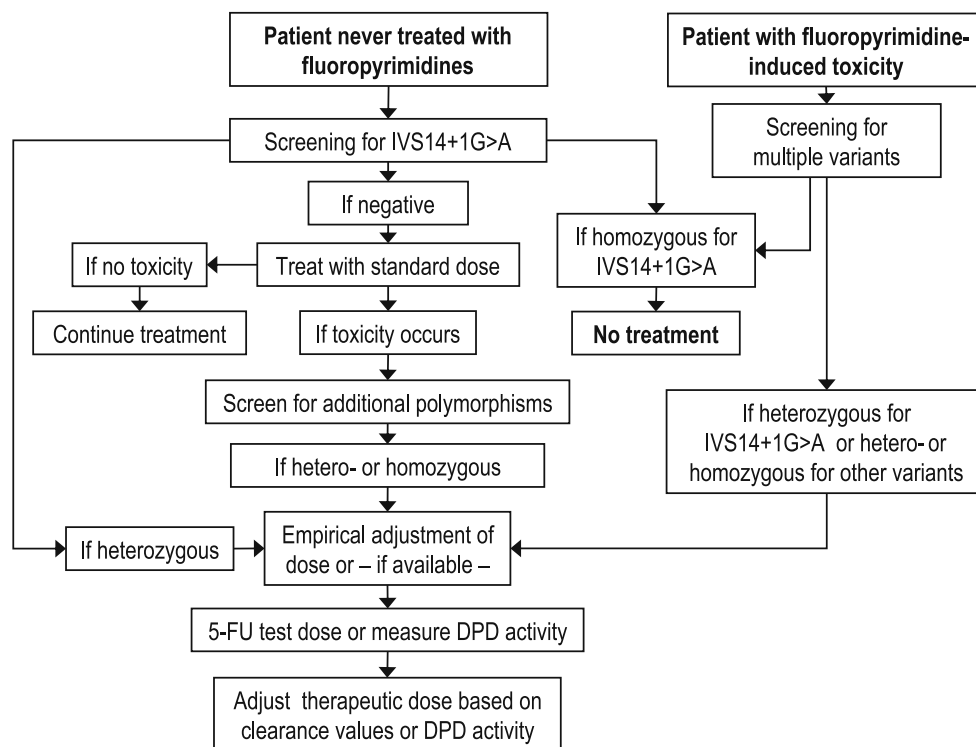 Patient never treated with
fluoropyrimidines
Patient with fluoropyrimidine-
induced toxicity
Screening for IVS14+1G>A
Screening for
multiple variants
If negative
If homozygous for
IVS14+1G>A
If no toxicity
Treat with standard dose
Continue treatment
If toxicity occurs
No treatment
Screen for additional polymorphisms
If heterozygous for
IVS14+1G>A or hetero- or
homozygous for other variants
If hetero- or homozygous
If heterozygous
Empirical adjustment of
dose or – if available –
5-FU test dose or measure DPD activity
Adjust therapeutic dose based on
clearance values or DPD activity